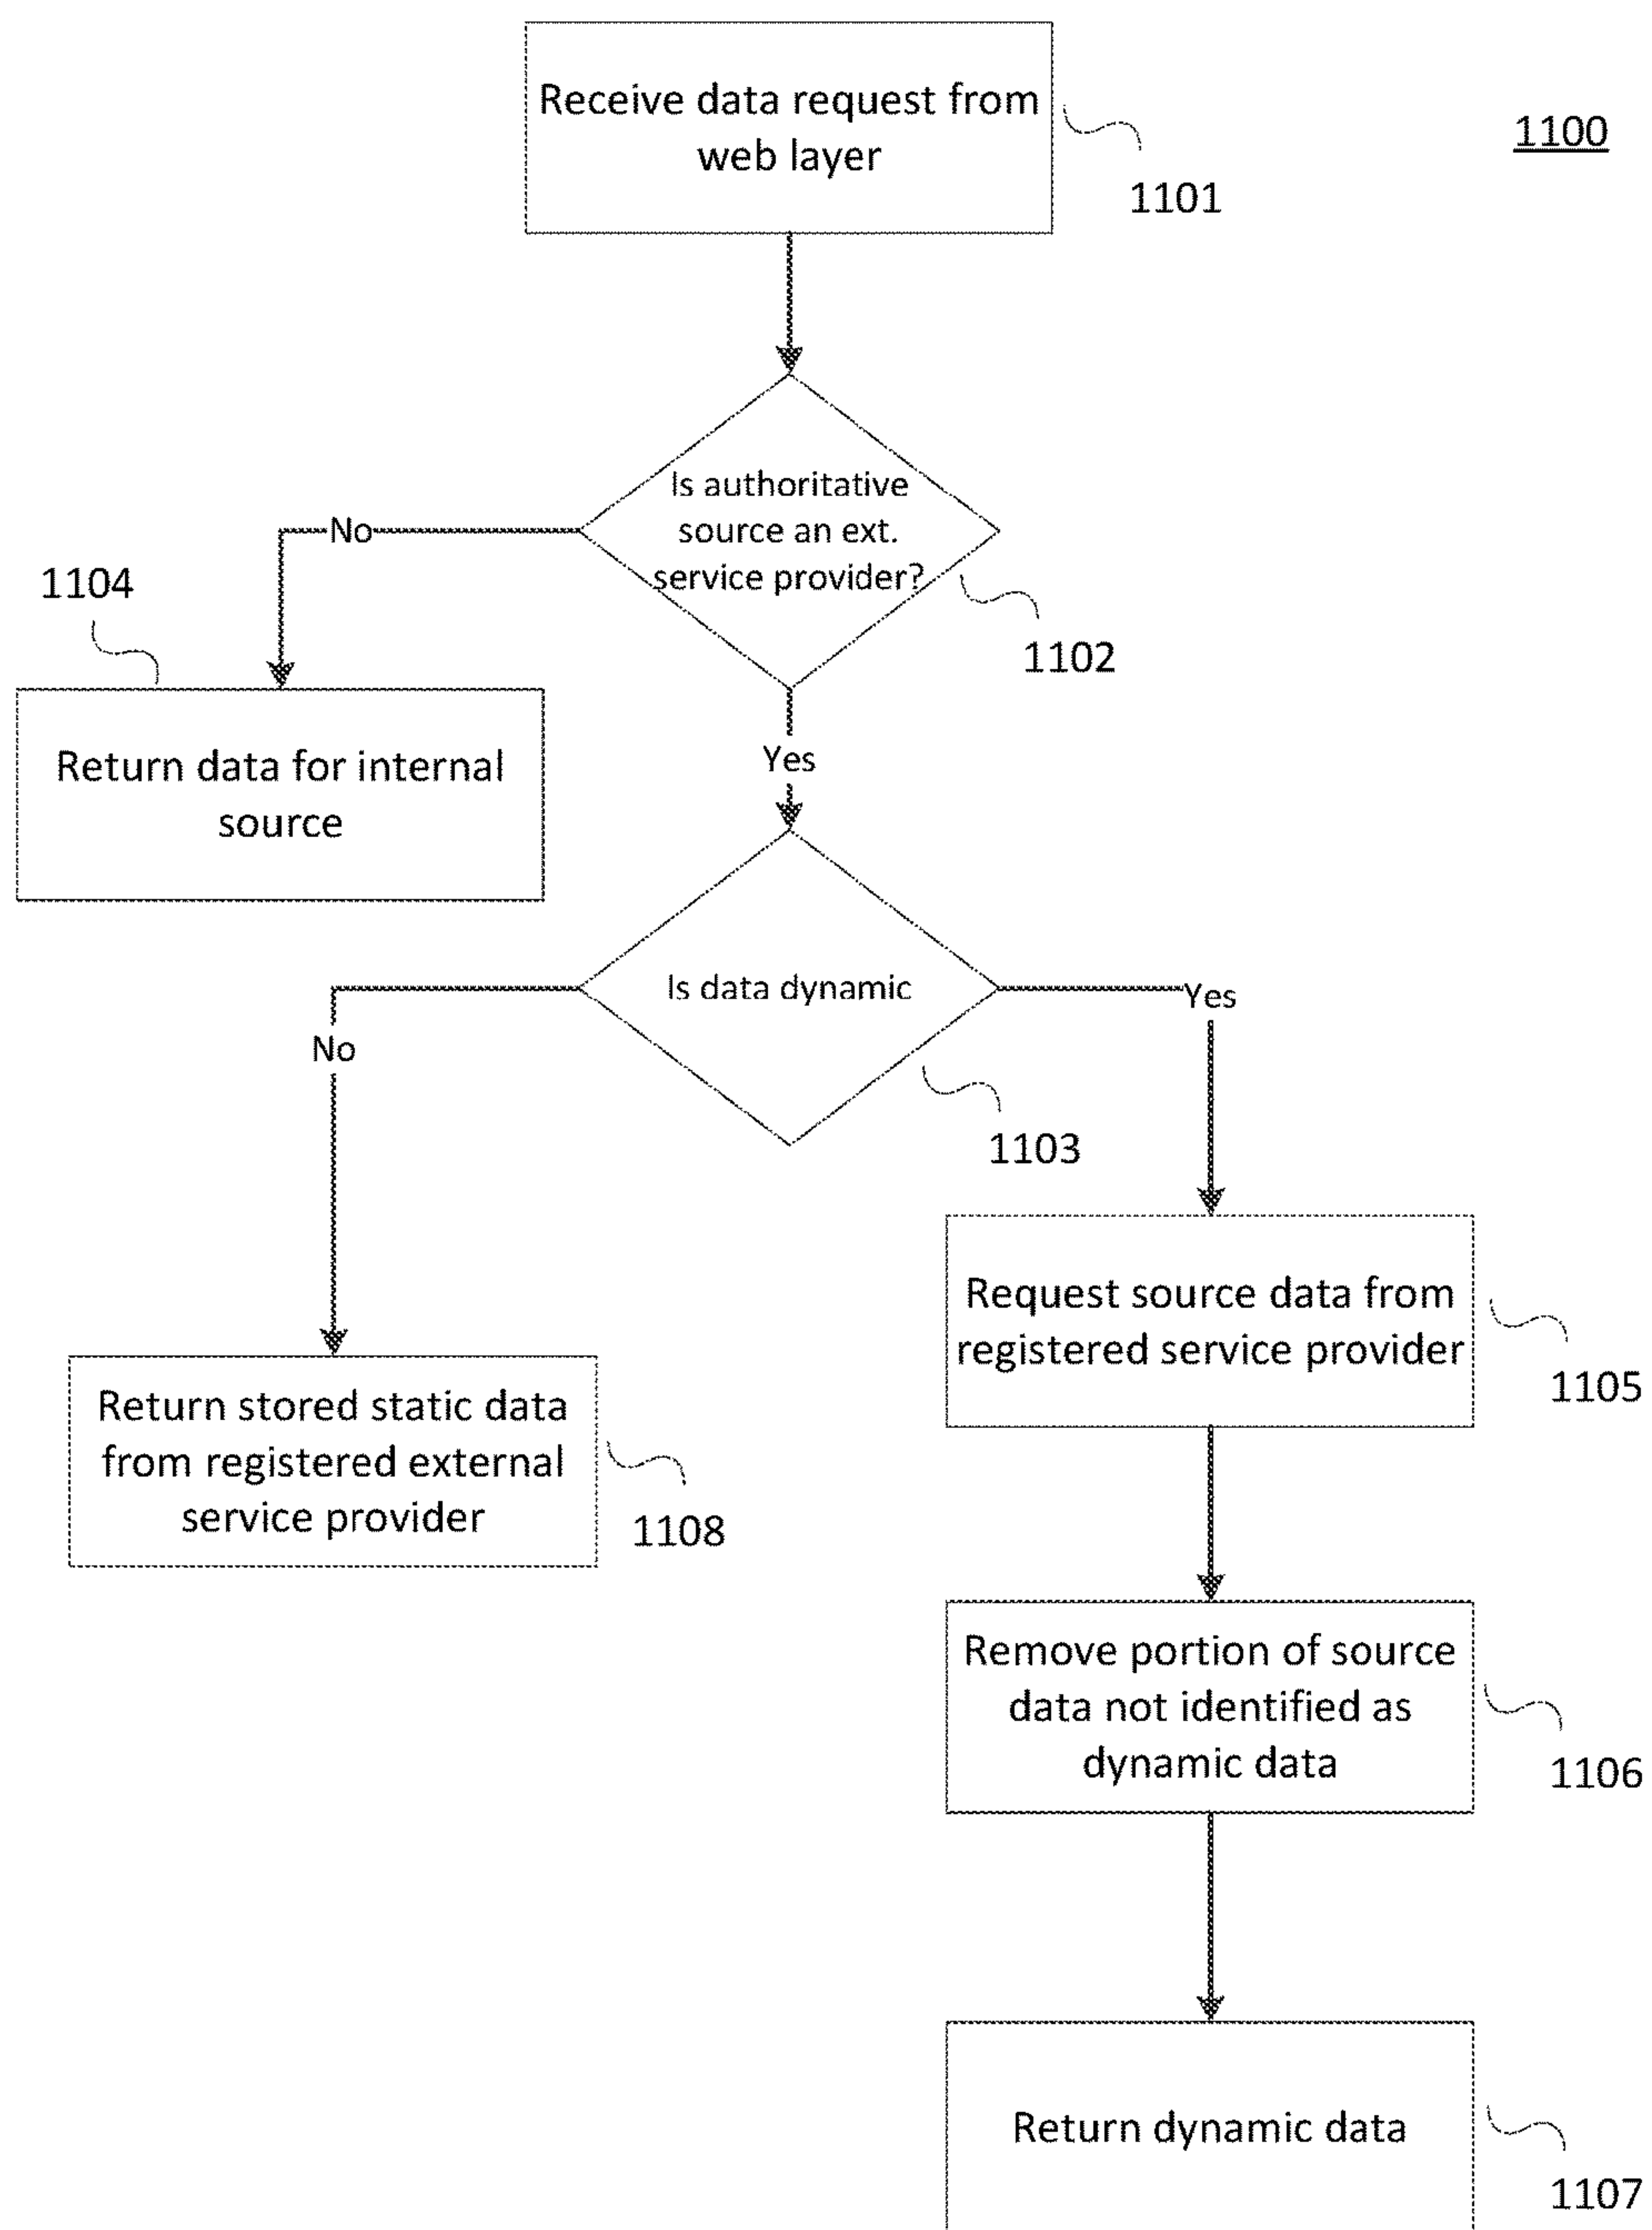 Receive data request from
web layer
1100
1101
Is authoritative
source an ext.
service provider?
No
1104
1102
Return data for internal
source
Yes
Is data dynamic
Yes
No
1103
Request source data from
registered service provider
1105
Return stored static data
from registered external
service provider
1108
Remove portion of source
data not identified as
dynamic data
1106
Return dynamic data
1107